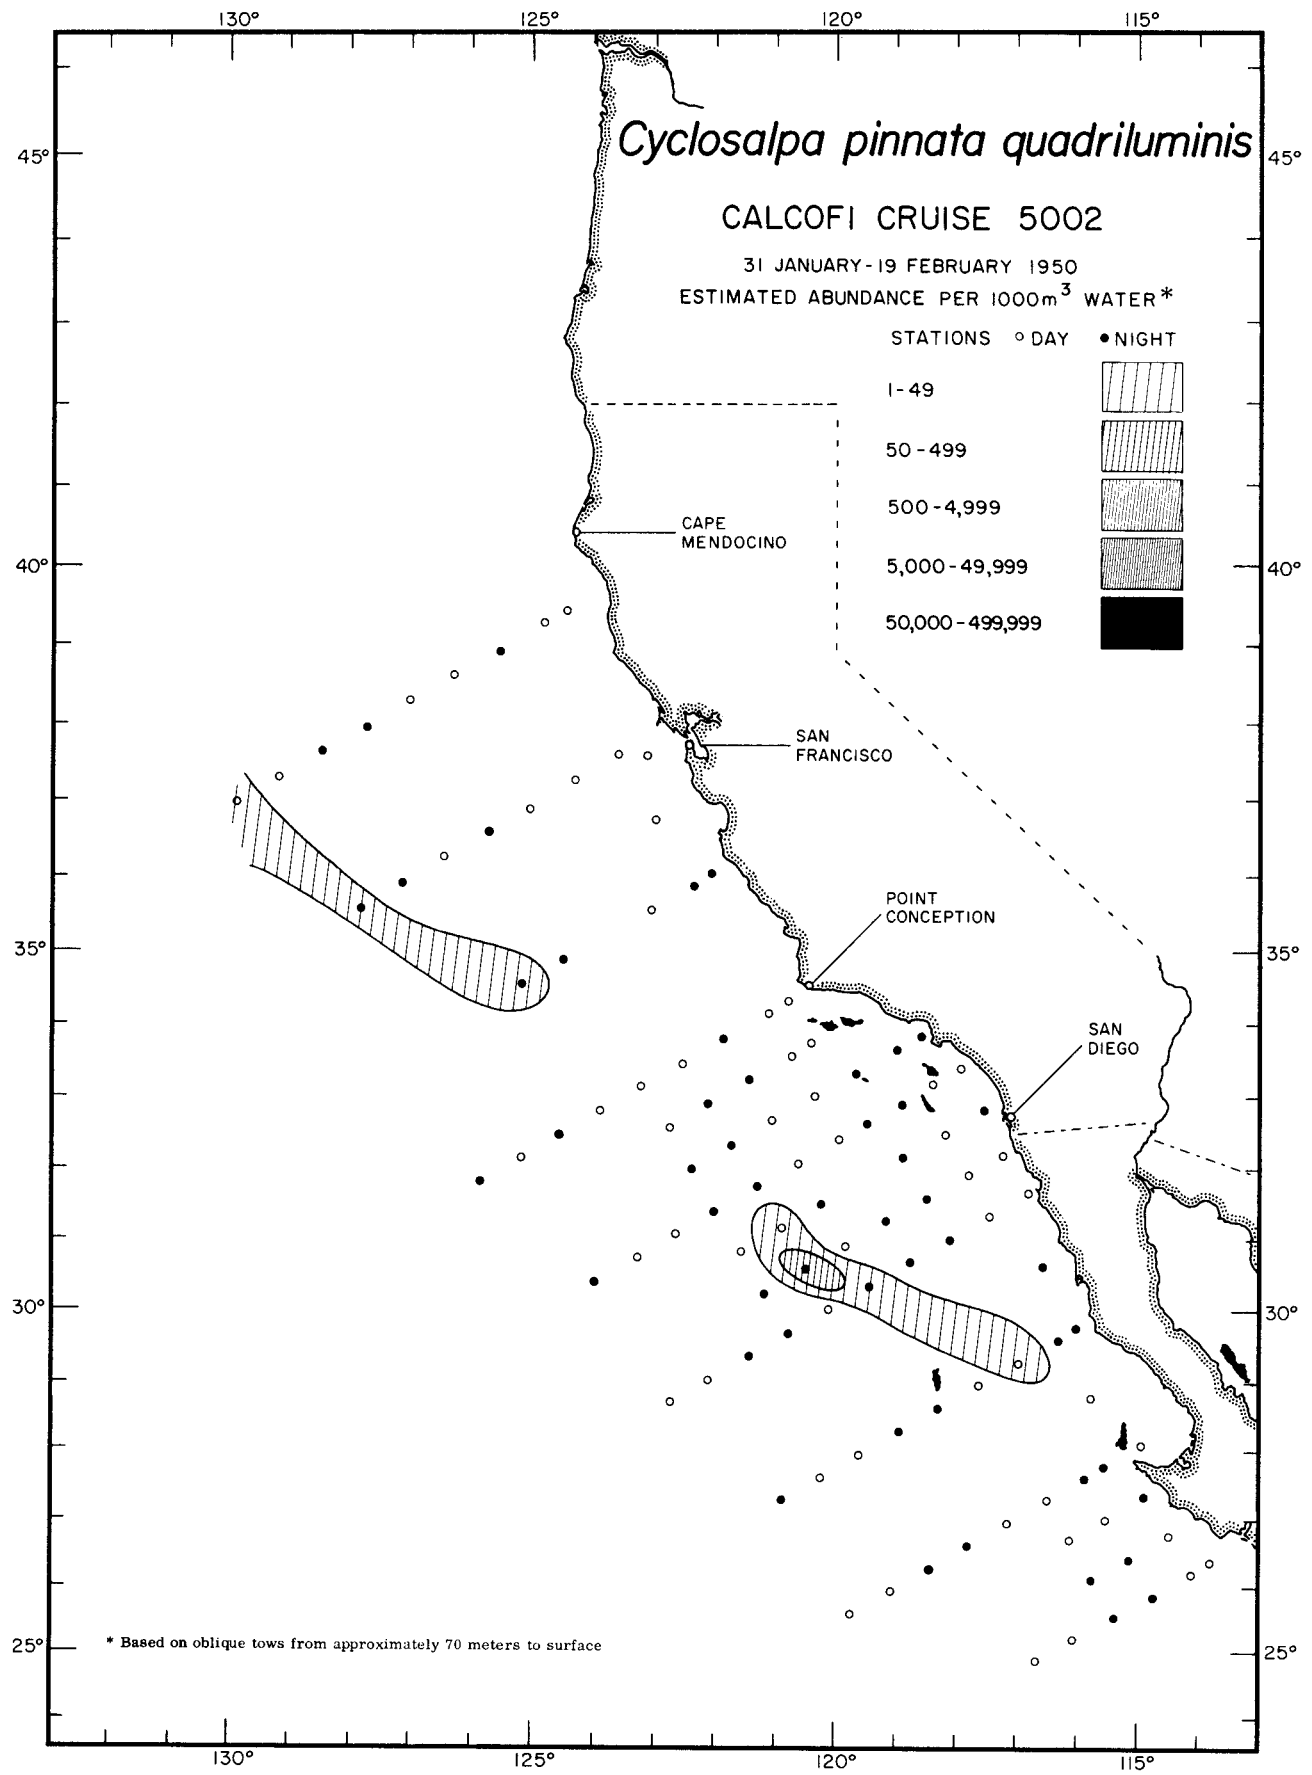 130° 125° 120° 115°
Cyclosalpa pinnata quadriluminis
45° 45°
CALCOFI CRUISE 5002
31 JANUARY-19 FEBRUARY 1950
ESTIMATED ABUNDANCE PER 1000m³ WATER*
STATIONS ○ DAY ● NIGHT
1-49
50-499
500-4,999
CAPE
MENDOCINO
5,000-49,999
40° 40°
50,000-499,999
SAN
FRANCISCO
POINT
CONCEPTION
35° 35°
SAN
DIEGO
30° 30°
* Based on oblique tows from approximately 70 meters to surface
25° 25°
130° 125° 120° 115°